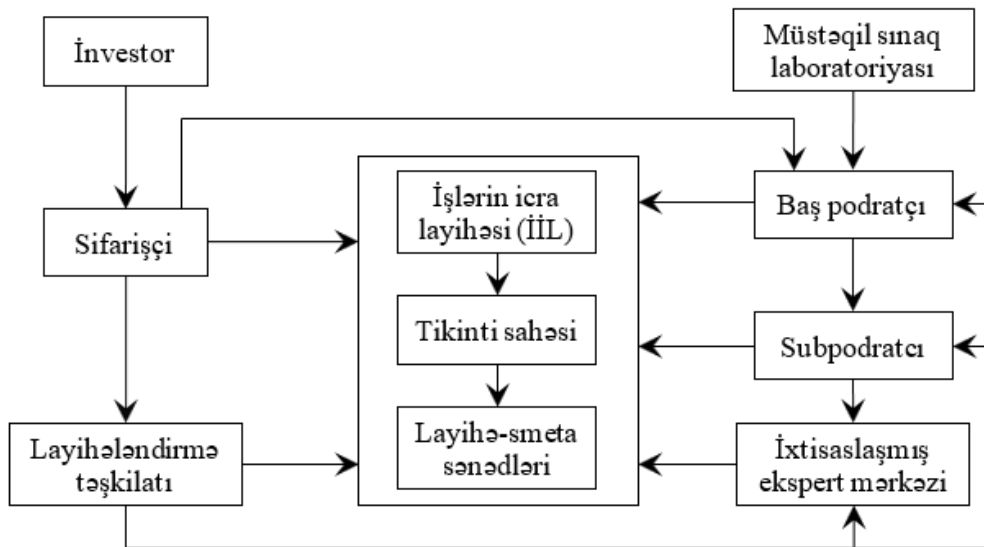 İnvestor
Müstəqil sınaq
laboratoriyası
İşlərin icra
layihəsi (İİL)
Baş podratçı
Sifarişçi
Tikinti sahəsi
Subpodratcı
Layihələndirmə
təşkilatı
Layihə-smeta
sənədləri
İxtisaslaşmış
ekspert mərkəzi